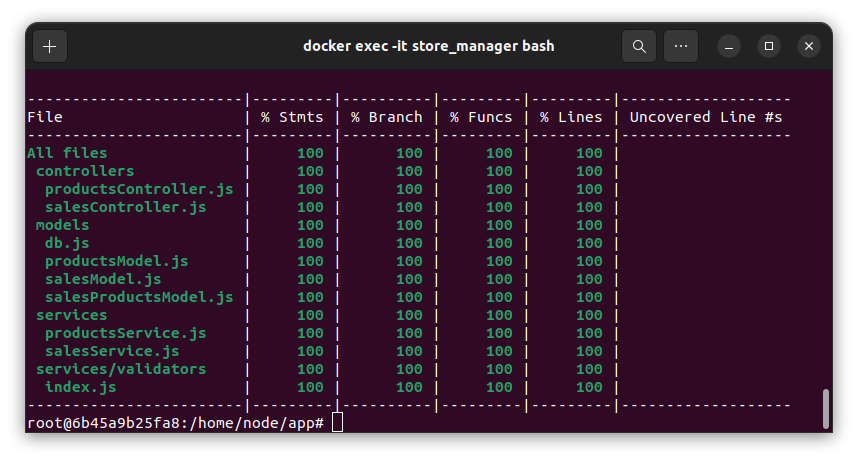 docker exec -it store_manager bash
------------------------|---------|----------|---------|---------|-------------------
File                    | % Stmts | % Branch | % Funcs | % Lines | Uncovered Line #s
------------------------|---------|----------|---------|---------|-------------------
All files               |     100 |      100 |     100 |     100 |
 controllers            |     100 |      100 |     100 |     100 |
  productsController.js |     100 |      100 |     100 |     100 |
  salesController.js    |     100 |      100 |     100 |     100 |
 models                 |     100 |      100 |     100 |     100 |
  db.js                 |     100 |      100 |     100 |     100 |
  productsModel.js      |     100 |      100 |     100 |     100 |
  salesModel.js         |     100 |      100 |     100 |     100 |
  salesProductsModel.js |     100 |      100 |     100 |     100 |
 services               |     100 |      100 |     100 |     100 |
  productsService.js    |     100 |      100 |     100 |     100 |
  salesService.js       |     100 |      100 |     100 |     100 |
 services/validators    |     100 |      100 |     100 |     100 |
  index.js              |     100 |      100 |     100 |     100 |
------------------------|---------|----------|---------|---------|-------------------
root@6b45a9b25fa8:/home/node/app#